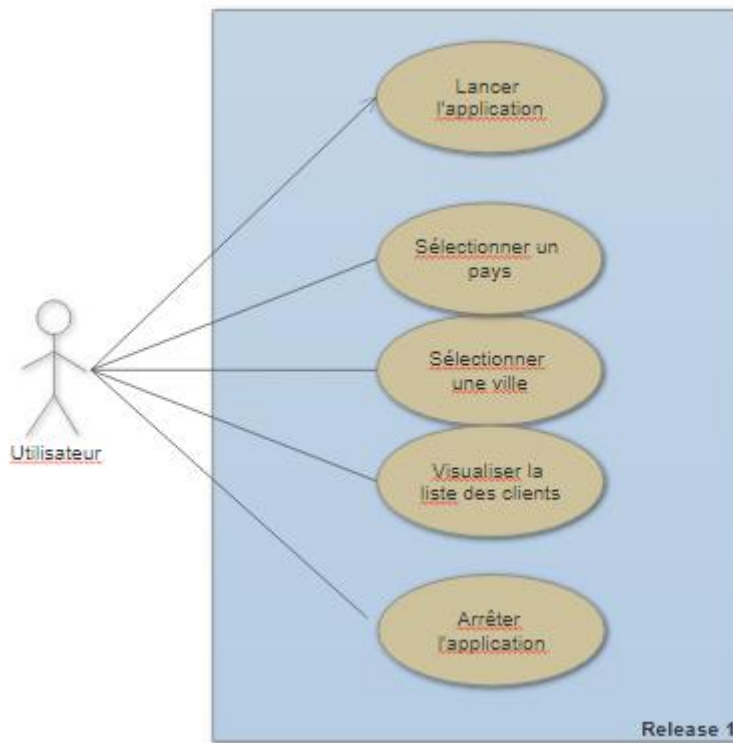 Lancer
l'application
Sélectionner un
pays
Sélectionner
une ville
Utilisateur
Visualiser la
liste des clients
Arrêter
l'application
Release 1